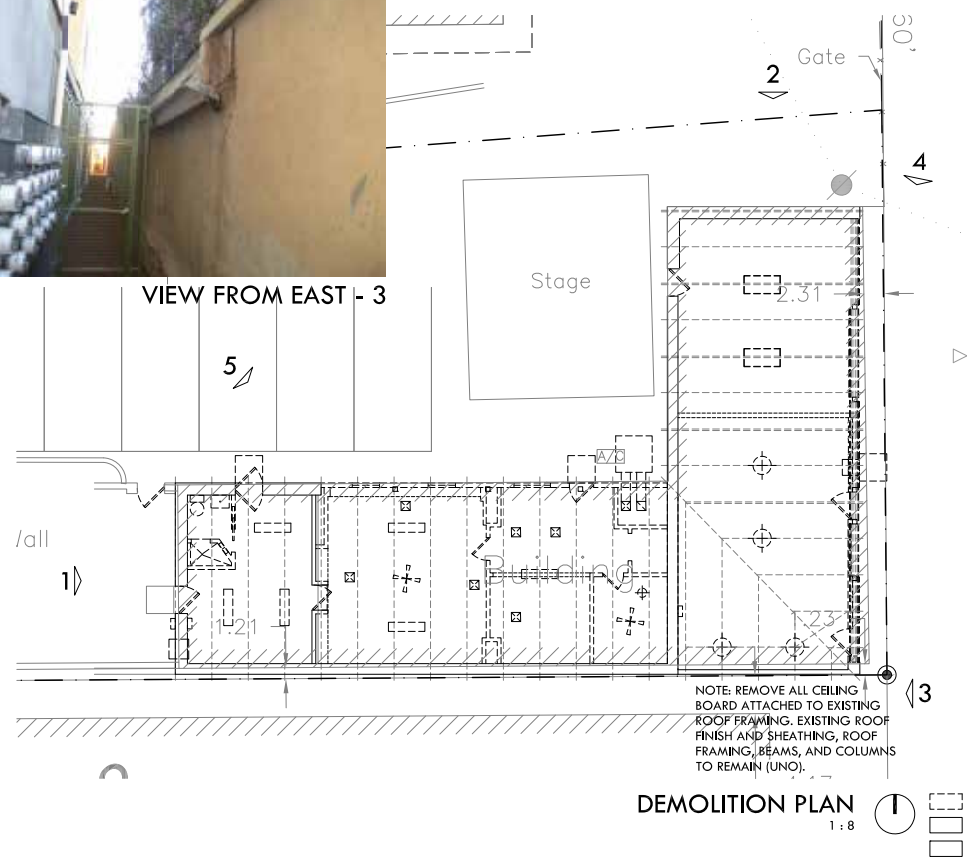 50'
Gate
2
4
VIEW FROM EAST - 3
Stage
2.31
5
A/C
Building
1
1.21
.23
3
NOTE: REMOVE ALL CEILING
BOARD ATTACHED TO EXISTING
ROOF FRAMING. EXISTING ROOF
FINISH AND SHEATHING, ROOF
FRAMING, BEAMS, AND COLUMNS
TO REMAIN (UNO).
DEMOLITION PLAN
1 : 8